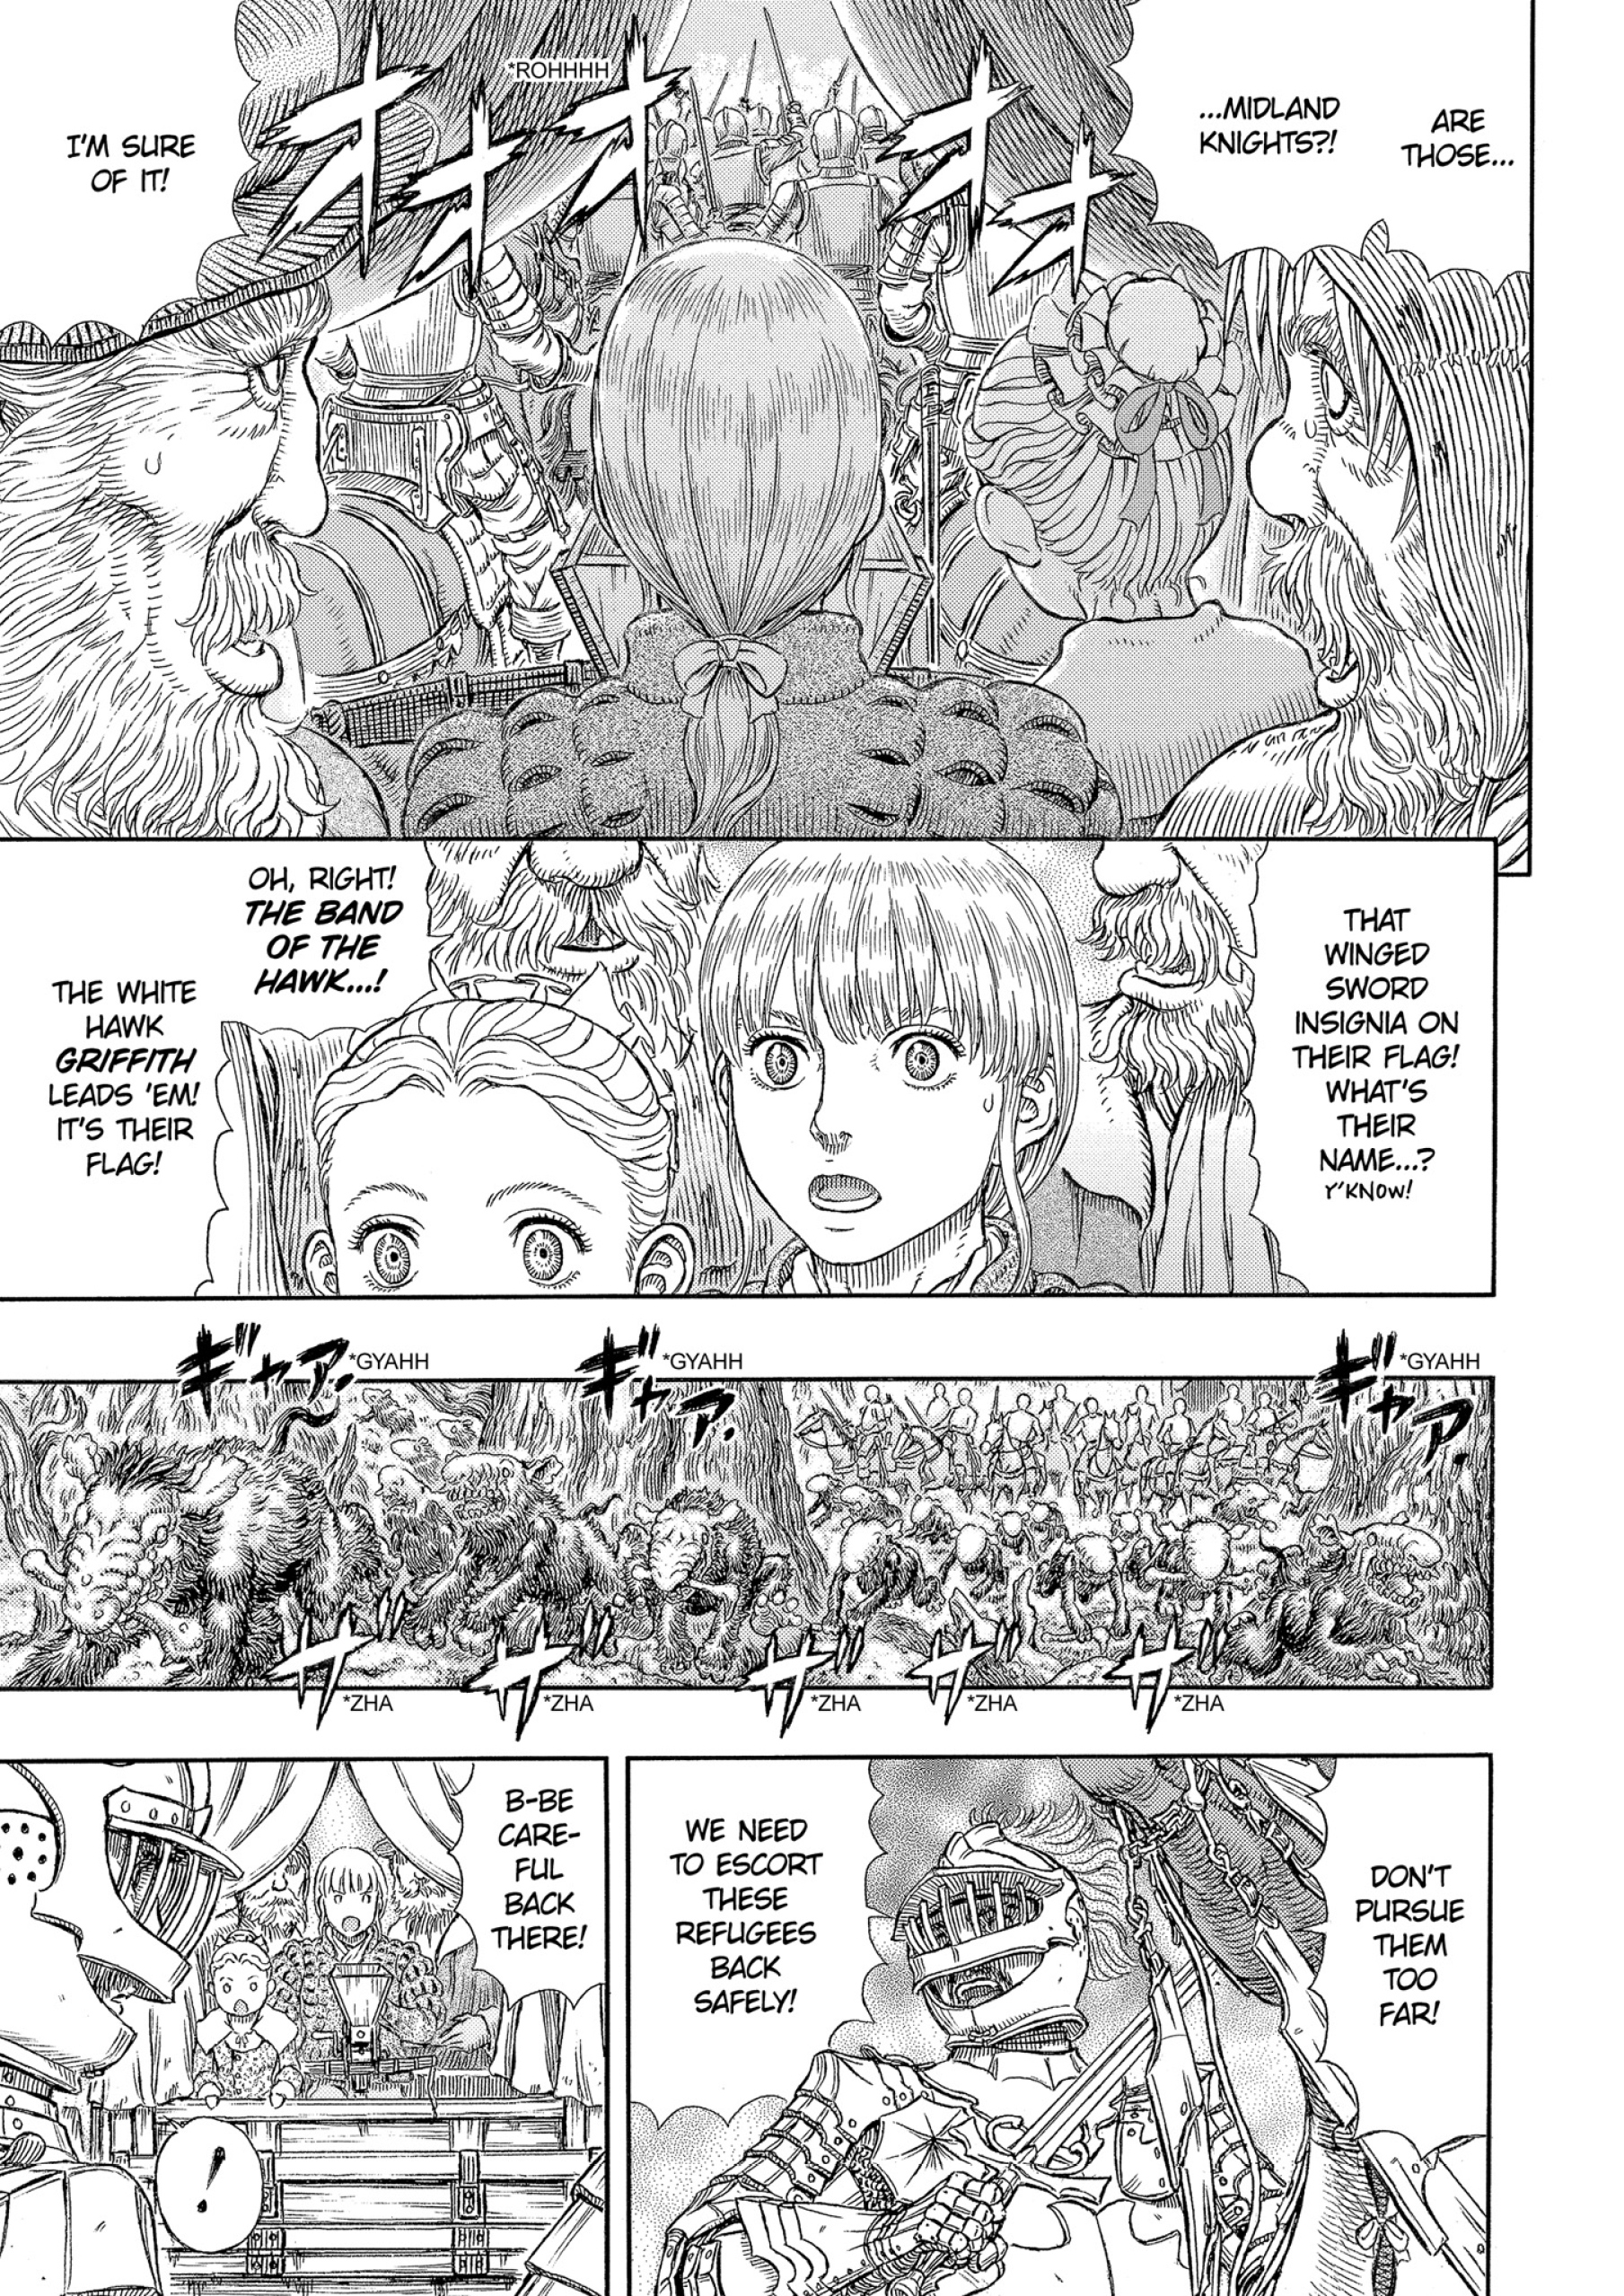 ARE
THOSE...
...MIDLAND
KNIGHTS?!
*ROHHHH
オオオオオ
I'M SURE
OF IT!
THAT
WINGED
SWORD
INSIGNIA ON
THEIR FLAG!
WHAT'S
THEIR
NAME...?
Y'KNOW!
OH, RIGHT!
THE BAND
OF THE
HAWK...!
THE WHITE
HAWK
GRIFFITH
LEADS 'EM!
IT'S THEIR
FLAG!
ギャア
*GYAHH
ギャア
*GYAHH
ギャア
*GYAHH
ザ
*ZHA
ザ
*ZHA
ザ
*ZHA
ザ
*ZHA
ザ
*ZHA
DON'T
PURSUE
THEM
TOO
FAR!
WE NEED
TO ESCORT
THESE
REFUGEES
BACK
SAFELY!
B-BE
CARE-
FUL
BACK
THERE!
!